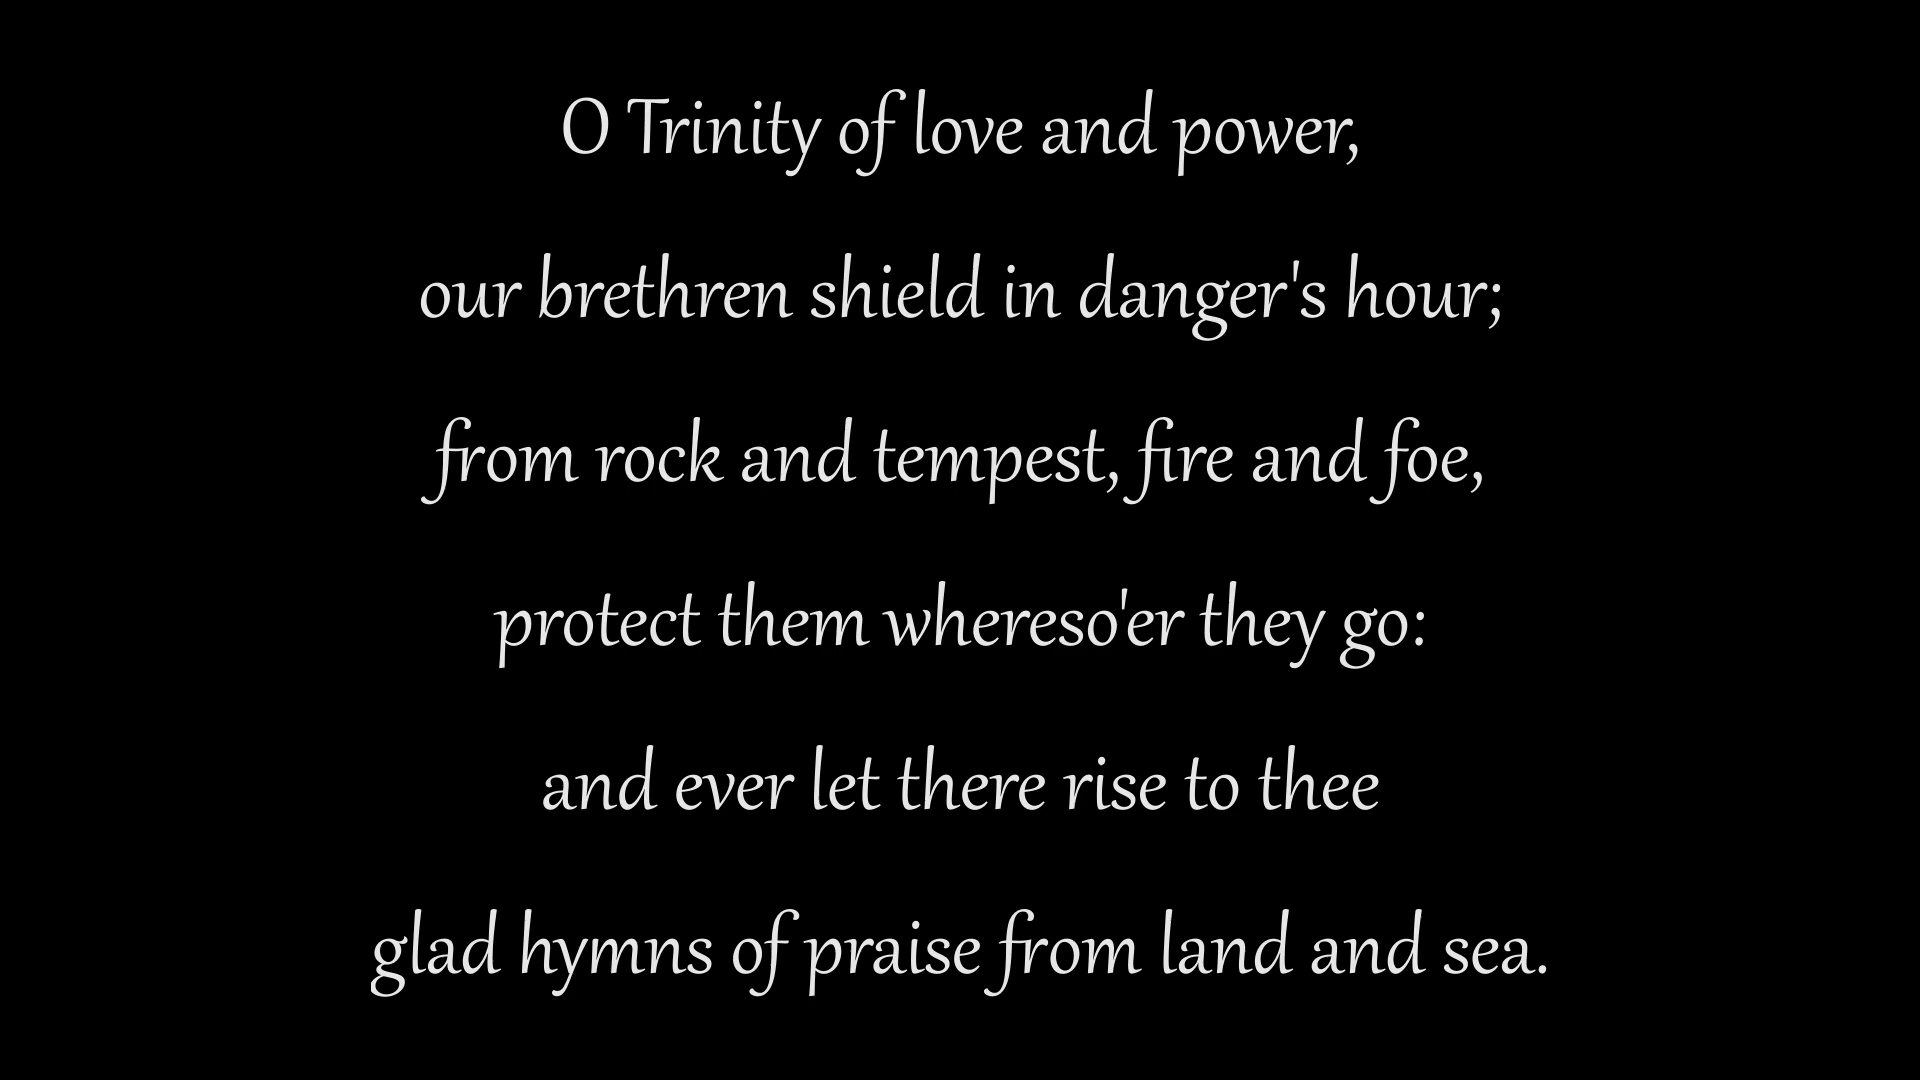 O Trinity of love and power,
our brethren shield in danger's hour;
from rock and tempest, fire and foe,
protect them whereso'er they go:
and ever let there rise to thee
glad hymns of praise from land and sea.